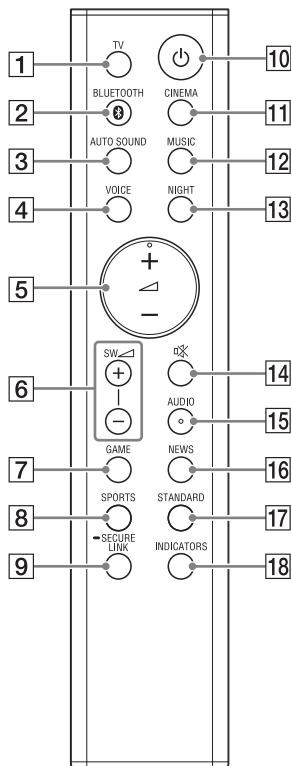 TV
1
10
BLUETOOTH CINEMA
2
11
AUTO SOUND MUSIC
3
12
VOICE NIGHT
4
13
+
5
−
SW
6
+
14
AUDIO
−
15
GAME NEWS
7
16
SPORTS STANDARD
8
17
SECURE
LINK INDICATORS
9
18